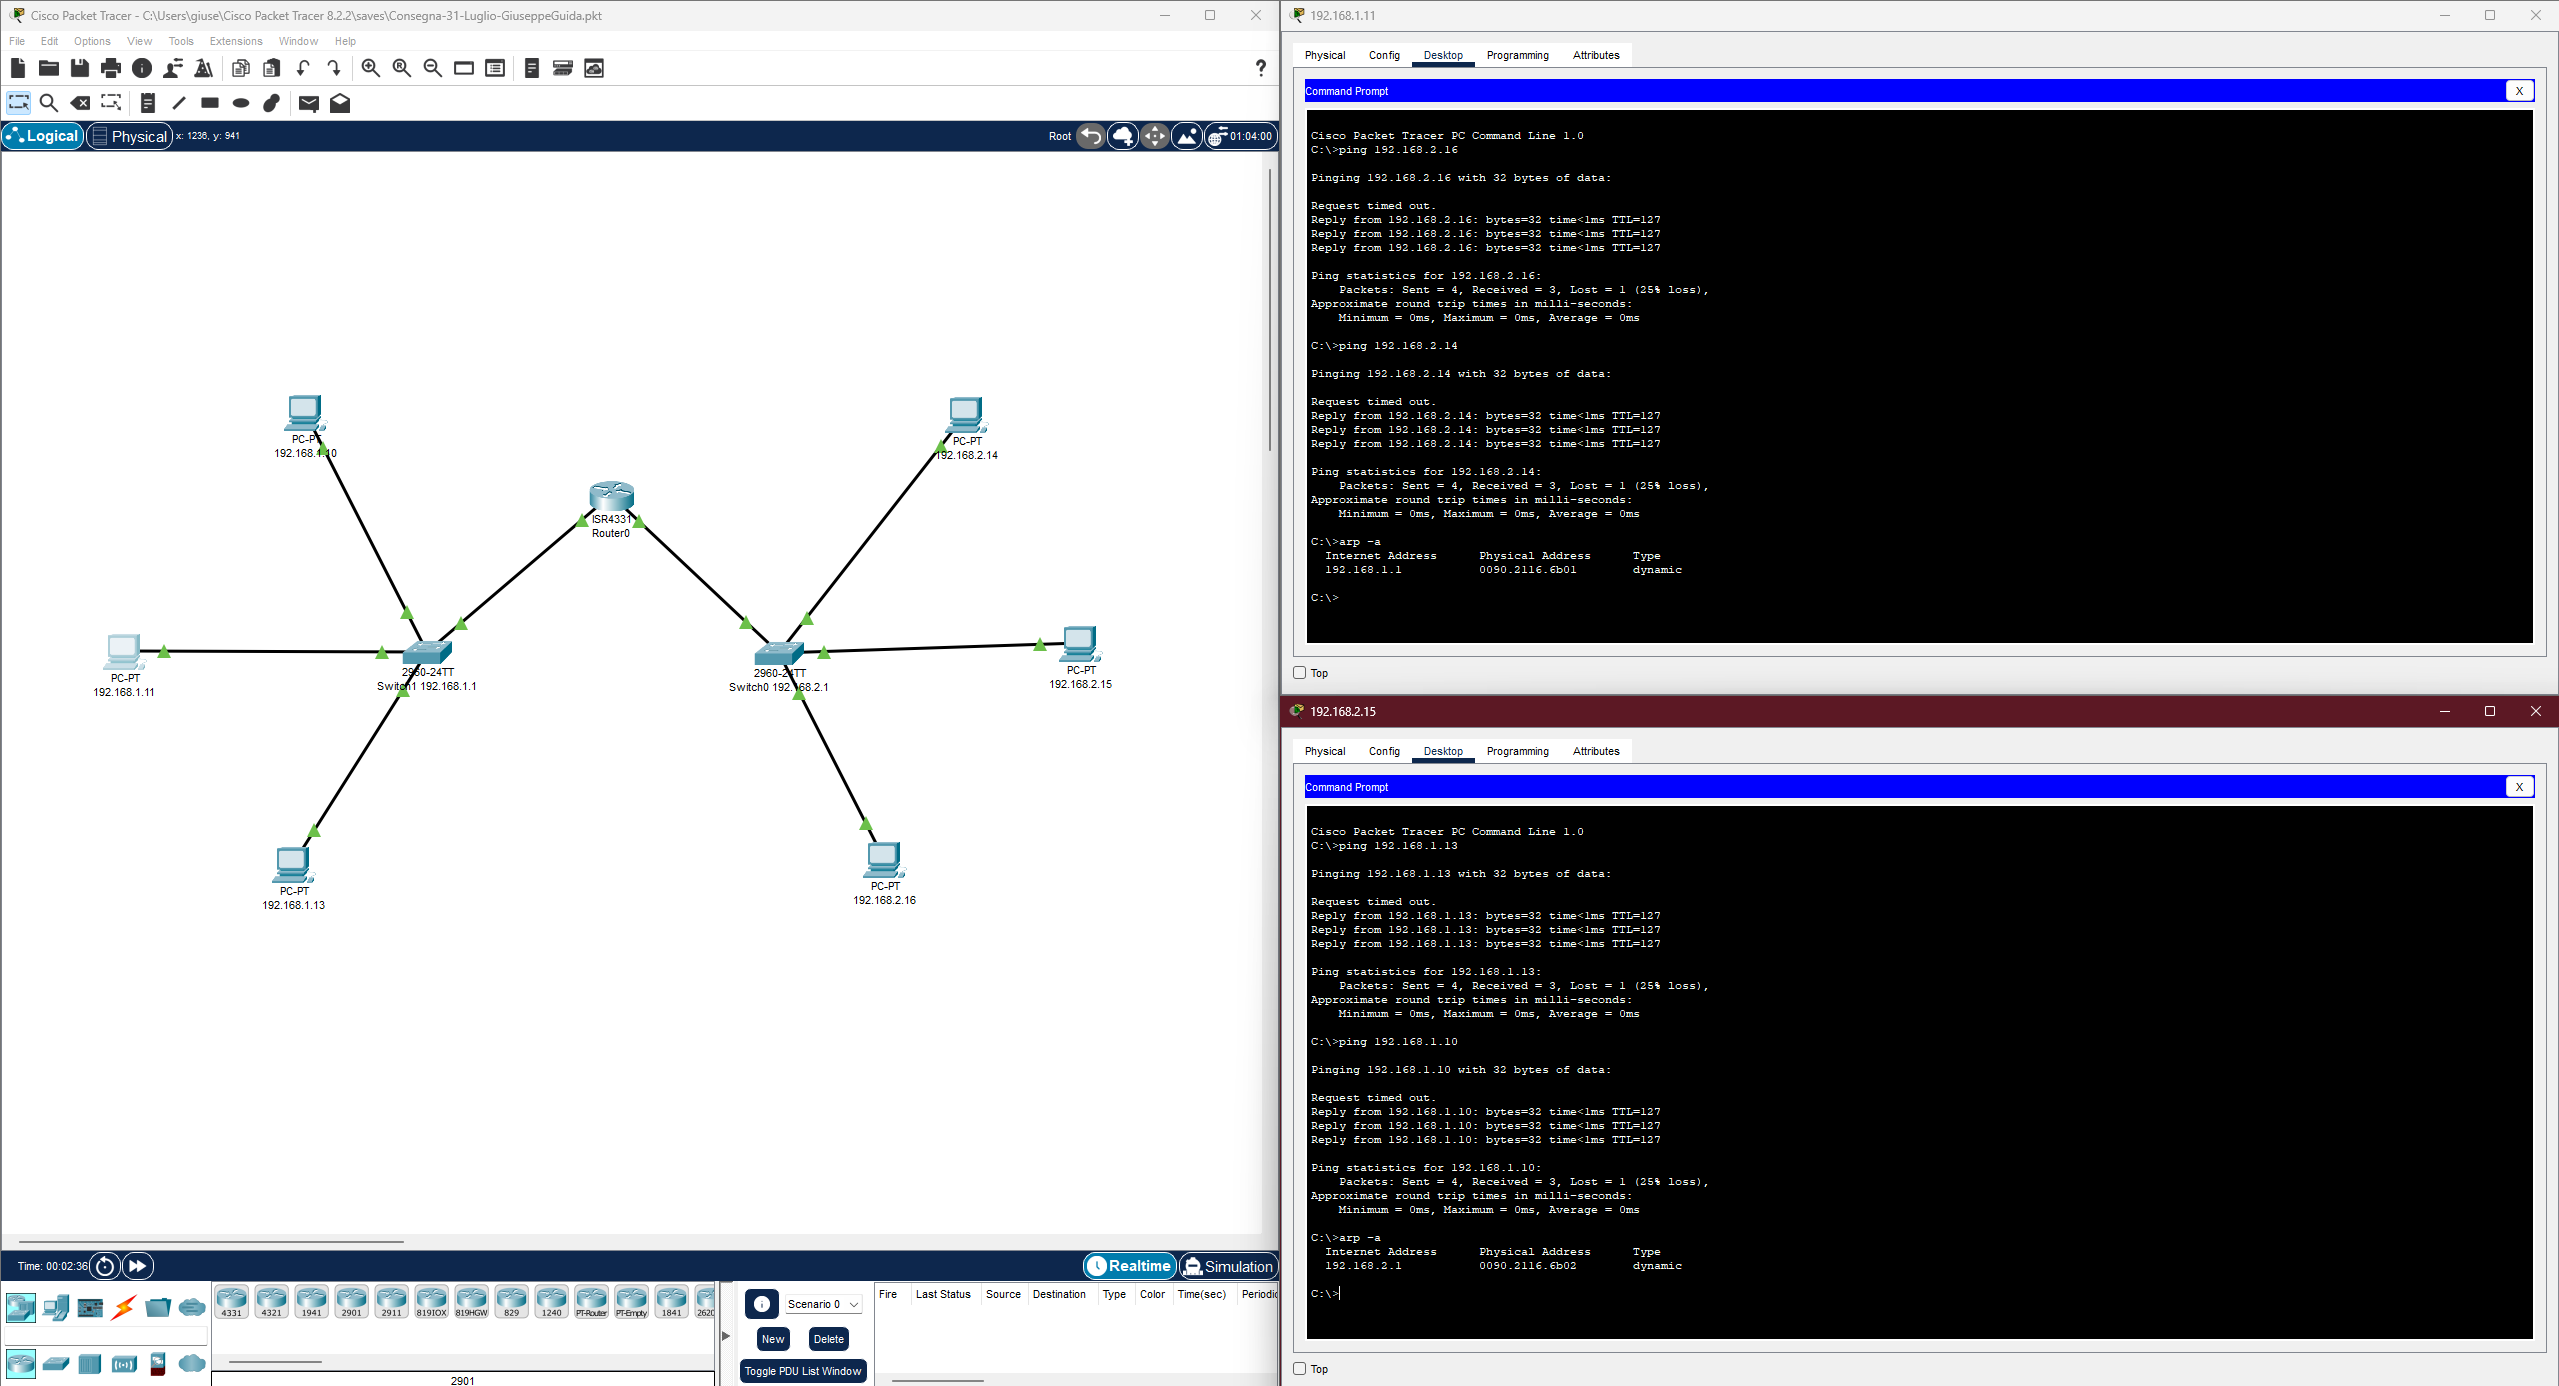 Cisco Packet Tracer - C:\Users\giuse\Cisco Packet Tracer 8.2.2\saves\Consegna-31-Luglio-GiuseppeGuida.pkt
File Edit Options View Tools Extensions Window Help
Logical Physical x: 1236, y: 941 Root 01:04:00
PC-PT
192.168.1.10
PC-PT
192.168.2.14
ISR4331
Router0
PC-PT
192.168.1.11
2960-24TT
Switch1 192.168.1.1
2960-24TT
Switch0 192.168.2.1
PC-PT
192.168.2.15
PC-PT
192.168.1.13
PC-PT
192.168.2.16
Time: 00:02:36 Realtime Simulation
4331 4321 1941 2901 2911 819IOX 819HGW 829 1240 PT-Router PT-Empty 1841 2620
2901
Scenario 0
New Delete
Toggle PDU List Window
Fire Last Status Source Destination Type Color Time(sec) Periodic
192.168.1.11
Physical Config Desktop Programming Attributes
Command Prompt X
Cisco Packet Tracer PC Command Line 1.0
C:\>ping 192.168.2.16
Pinging 192.168.2.16 with 32 bytes of data:
Request timed out.
Reply from 192.168.2.16: bytes=32 time<1ms TTL=127
Reply from 192.168.2.16: bytes=32 time<1ms TTL=127
Reply from 192.168.2.16: bytes=32 time<1ms TTL=127
Ping statistics for 192.168.2.16:
Packets: Sent = 4, Received = 3, Lost = 1 (25% loss),
Approximate round trip times in milli-seconds:
Minimum = 0ms, Maximum = 0ms, Average = 0ms
C:\>ping 192.168.2.14
Pinging 192.168.2.14 with 32 bytes of data:
Request timed out.
Reply from 192.168.2.14: bytes=32 time<1ms TTL=127
Reply from 192.168.2.14: bytes=32 time<1ms TTL=127
Reply from 192.168.2.14: bytes=32 time<1ms TTL=127
Ping statistics for 192.168.2.14:
Packets: Sent = 4, Received = 3, Lost = 1 (25% loss),
Approximate round trip times in milli-seconds:
Minimum = 0ms, Maximum = 0ms, Average = 0ms
C:\>arp -a
Internet Address Physical Address Type
192.168.1.1 0090.2116.6b01 dynamic
C:\>
Top
192.168.2.15
Physical Config Desktop Programming Attributes
Command Prompt X
Cisco Packet Tracer PC Command Line 1.0
C:\>ping 192.168.1.13
Pinging 192.168.1.13 with 32 bytes of data:
Request timed out.
Reply from 192.168.1.13: bytes=32 time<1ms TTL=127
Reply from 192.168.1.13: bytes=32 time<1ms TTL=127
Reply from 192.168.1.13: bytes=32 time<1ms TTL=127
Ping statistics for 192.168.1.13:
Packets: Sent = 4, Received = 3, Lost = 1 (25% loss),
Approximate round trip times in milli-seconds:
Minimum = 0ms, Maximum = 0ms, Average = 0ms
C:\>ping 192.168.1.10
Pinging 192.168.1.10 with 32 bytes of data:
Request timed out.
Reply from 192.168.1.10: bytes=32 time<1ms TTL=127
Reply from 192.168.1.10: bytes=32 time<1ms TTL=127
Reply from 192.168.1.10: bytes=32 time<1ms TTL=127
Ping statistics for 192.168.1.10:
Packets: Sent = 4, Received = 3, Lost = 1 (25% loss),
Approximate round trip times in milli-seconds:
Minimum = 0ms, Maximum = 0ms, Average = 0ms
C:\>arp -a
Internet Address Physical Address Type
192.168.2.1 0090.2116.6b02 dynamic
C:\>
Top